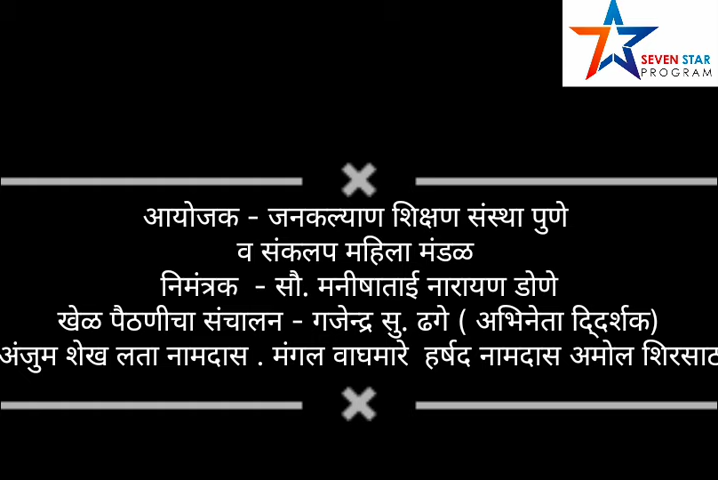 SEVEN STAR
PROGRAM
आयोजक - जनकल्याण शिक्षण संस्था पुणे
व संकलप महिला मंडळ
निमंत्रक - सौ. मनीषाताई नारायण डोणे
खेळ पैठणीचा संचालन - गजेन्द्र सु. ढगे ( अभिनेता दि्दर्शक)
अंजुम शेख लता नामदास . मंगल वाघमारे हर्षद नामदास अमोल शिरसाट